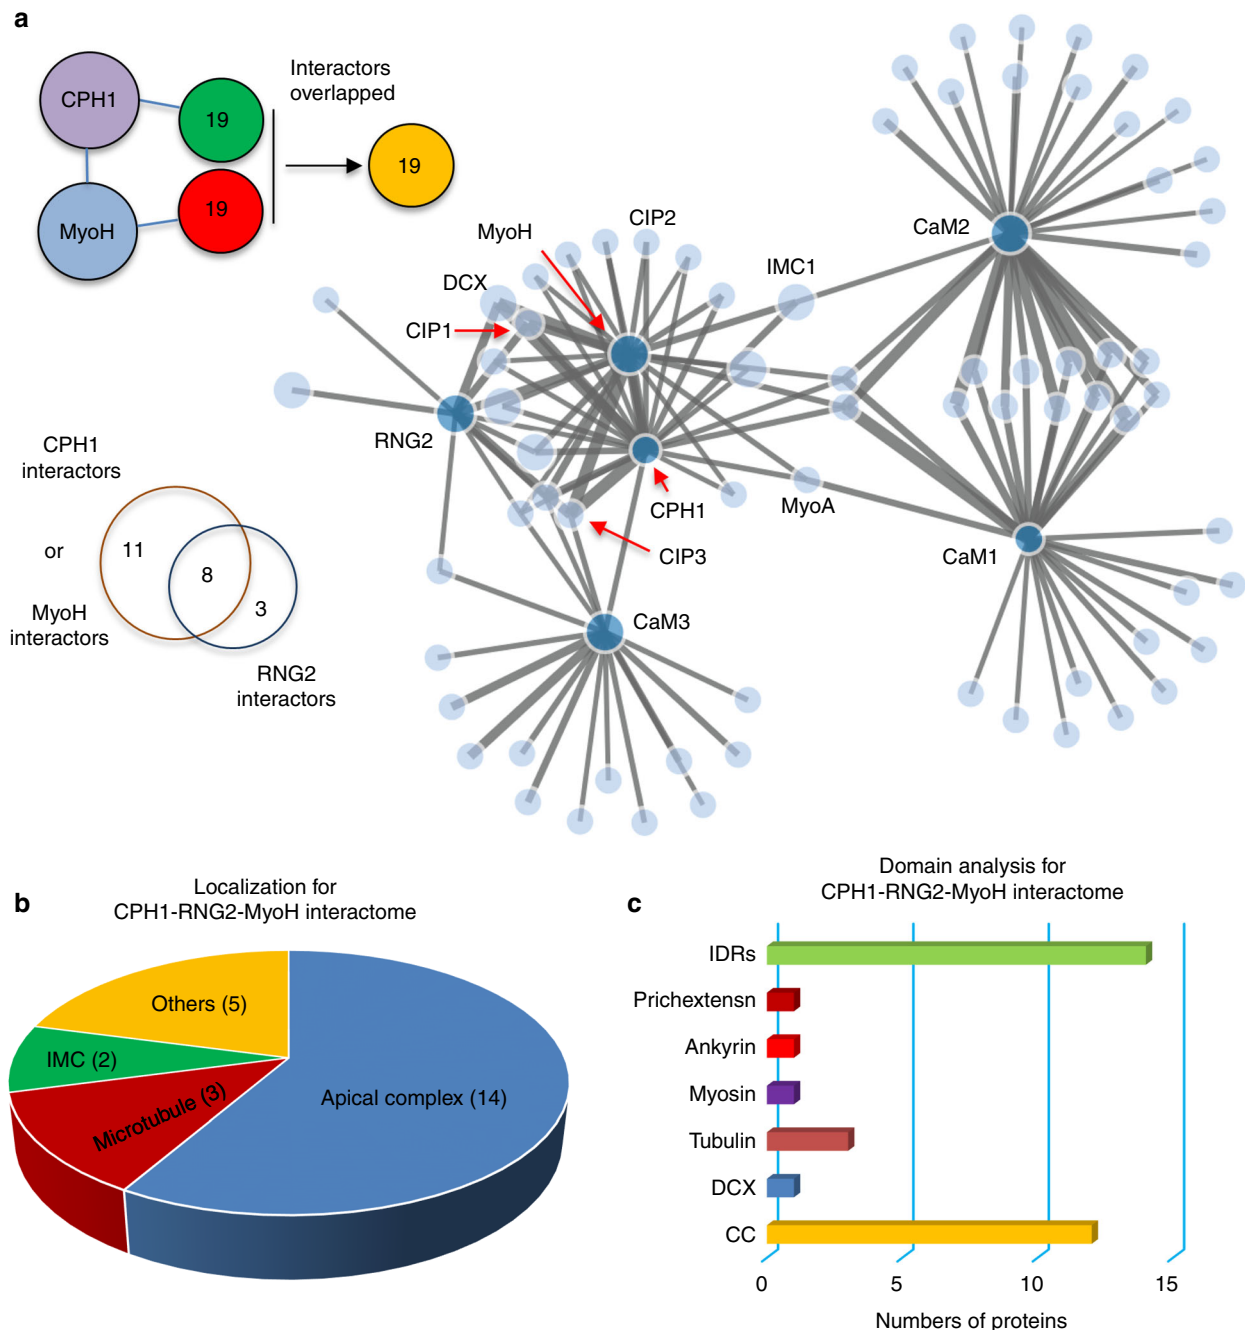 a
CPH1
19
Interactors
overlapped
19
MyoH
19
MyoH
CIP2
CaM2
IMC1
DCX
CIP1
RNG2
CPH1
MyoA
CIP3
CaM1
CaM3
CPH1
interactors
or
11
8
3
MyoH
interactors
RNG2
interactors
b
Localization for
CPH1-RNG2-MyoH interactome
Others (5)
IMC (2)
Microtubule (3)
Apical complex (14)
c
Domain analysis for
CPH1-RNG2-MyoH interactome
IDRs
Prichextensn
Ankyrin
Myosin
Tubulin
DCX
CC
0 5 10 15
Numbers of proteins